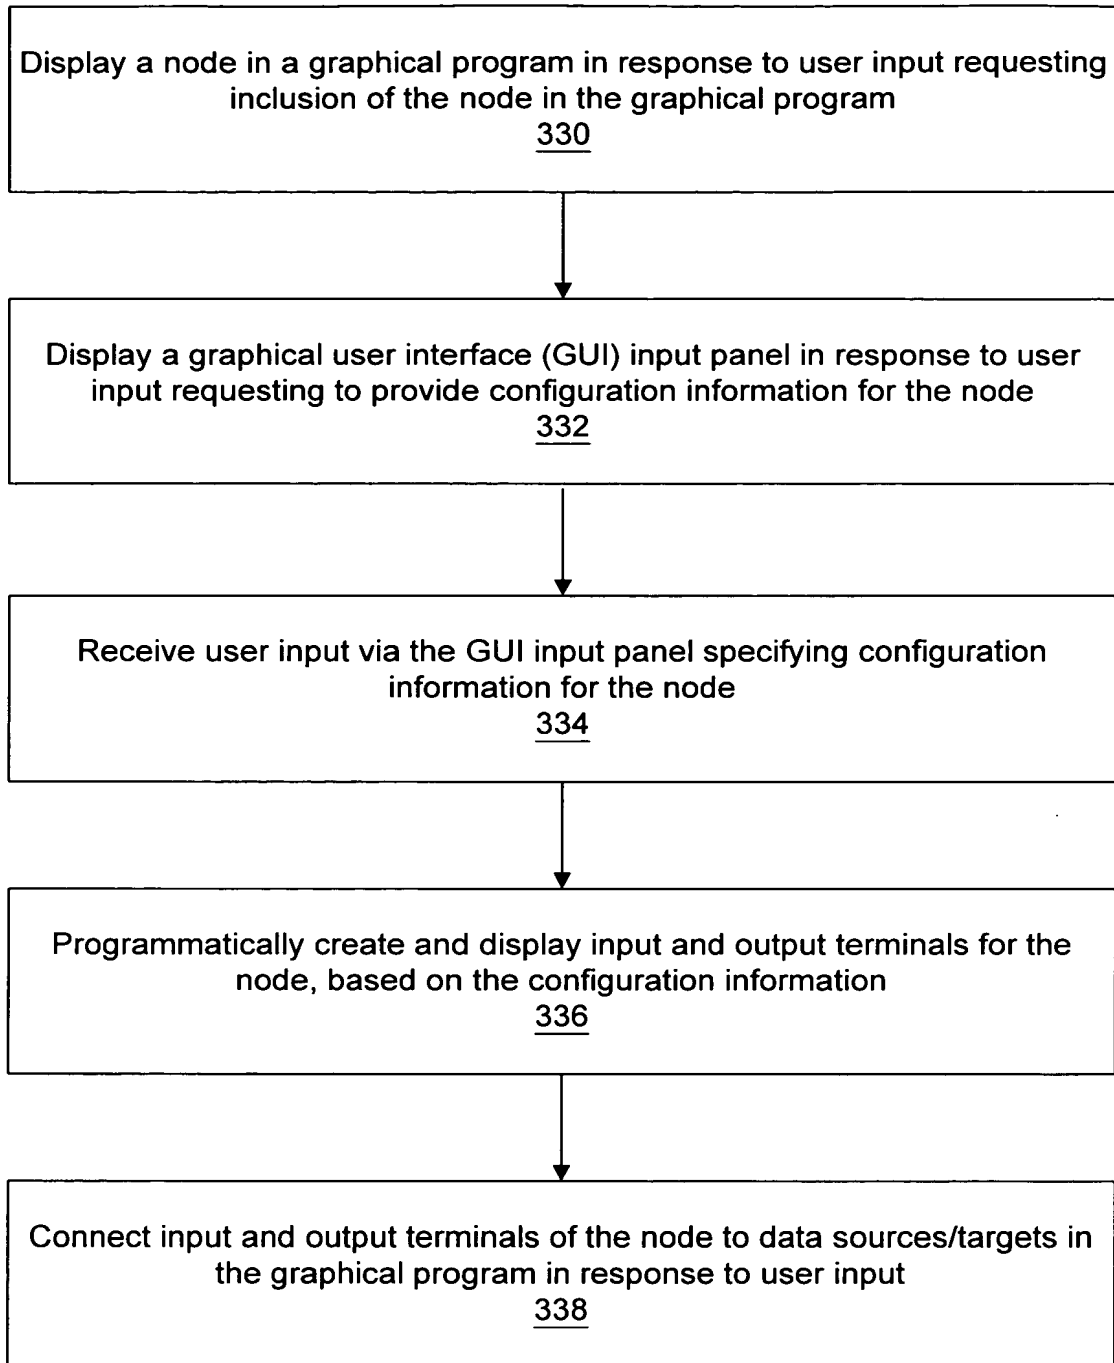 Display a node in a graphical program in response to user input requesting
inclusion of the node in the graphical program
330
Display a graphical user interface (GUI) input panel in response to user
input requesting to provide configuration information for the node
332
Receive user input via the GUI input panel specifying configuration
information for the node
334
Programmatically create and display input and output terminals for the
node, based on the configuration information
336
Connect input and output terminals of the node to data sources/targets in
the graphical program in response to user input
338